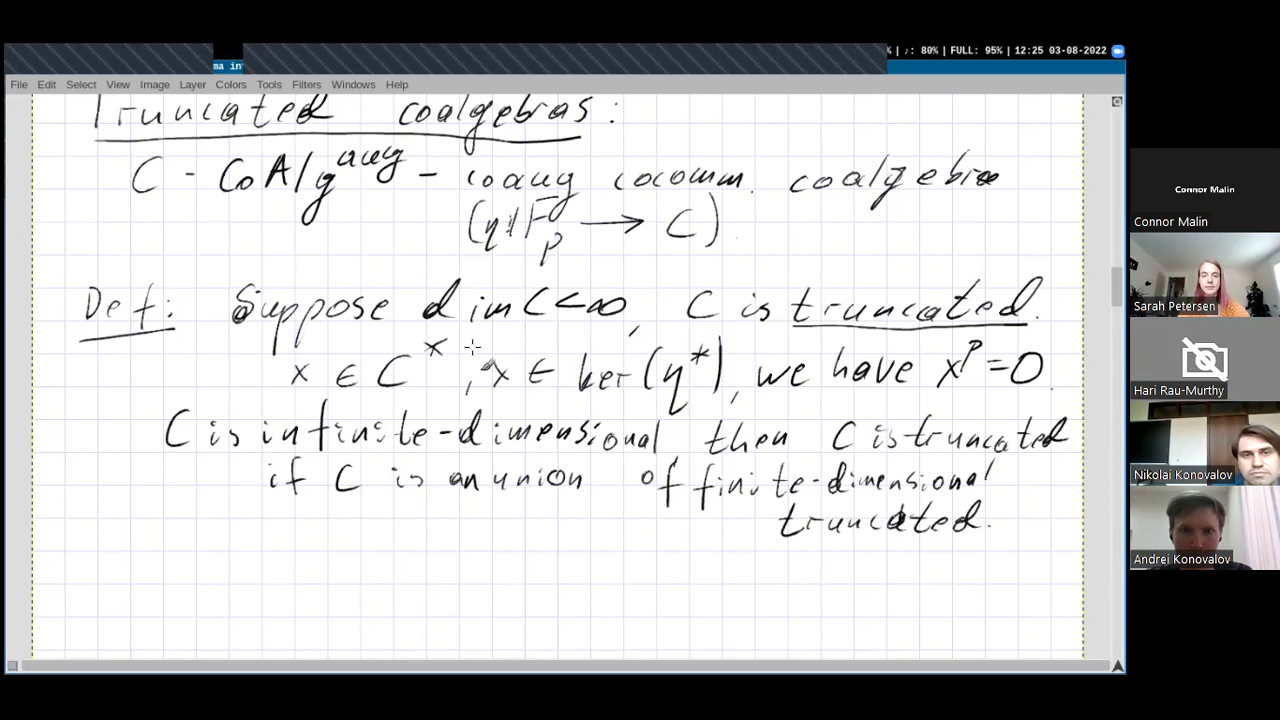 %│ ♪: 80% │ FULL: 95% │ 12:25 03-08-2022
ma in
File Edit Select View Image Layer Colors Tools Filters Windows Help
Truncated coalgebras:
C - CoAlg^aug - coaug cocomm. coalgebra
(η: F_p → C)
Def: Suppose dim C < ∞, C is truncated.
x ∈ C^*, x ∈ ker(η^*), we have x^p = 0.
C is infinite-dimensional, then C is truncated
if C is an union of finite-dimensional
truncated.
Connor Malin
Connor Malin
Sarah Petersen
Hari Rau-Murthy
Nikolai Konovalov
Andrei Konovalov